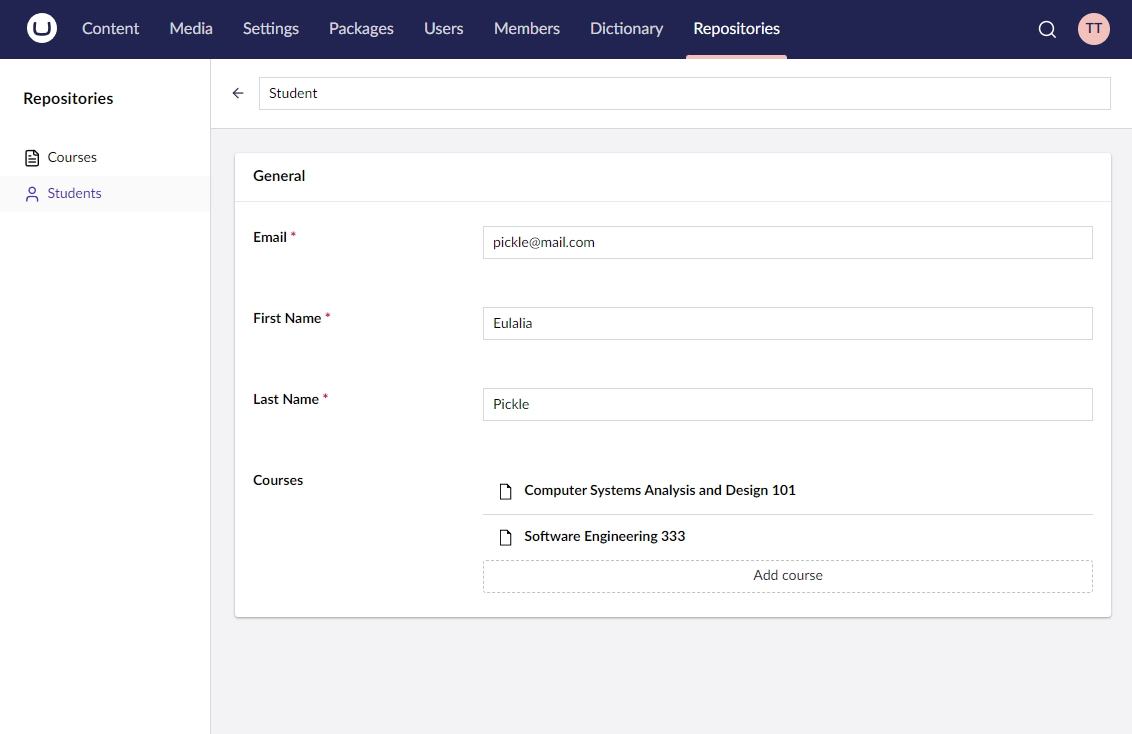 Content Media Settings Packages Users Members Dictionary Repositories TT
Repositories
Courses
Students
Student
General
Email *
pickle@mail.com
First Name *
Eulalia
Last Name *
Pickle
Courses
Computer Systems Analysis and Design 101
Software Engineering 333
Add course